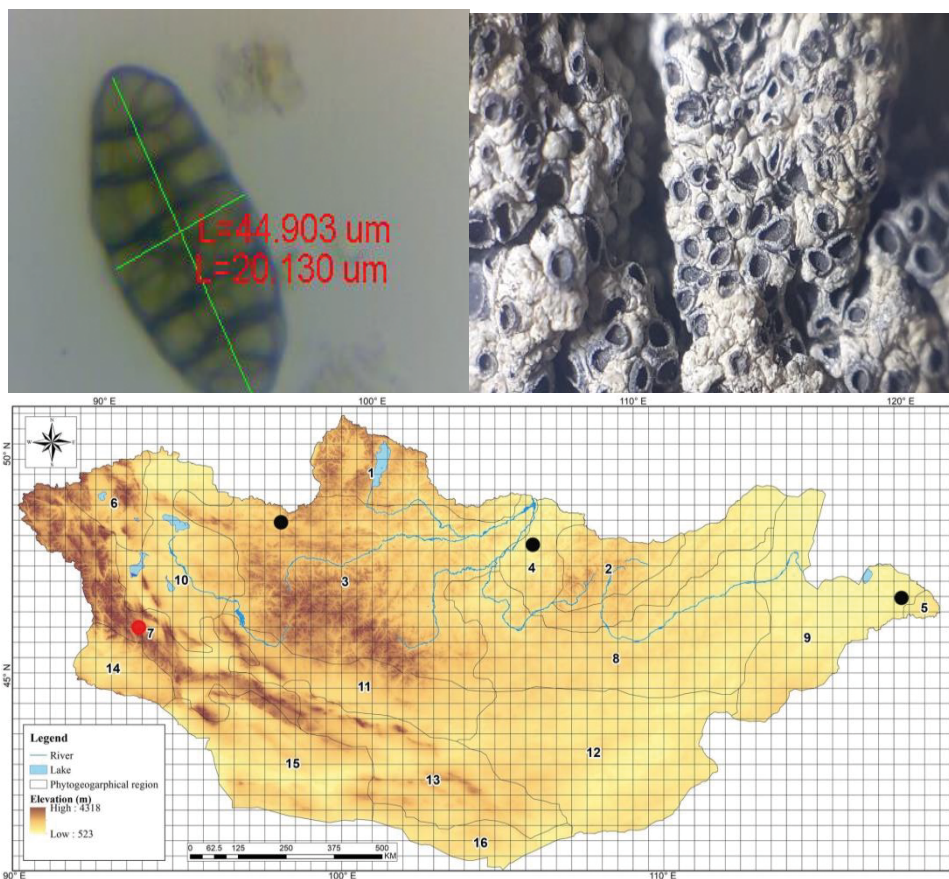 L=44.903 um
L=20.130 um
90° E
100° E
110° E
120° E
50° N
45° N
1
6
2
4
3
10
5
7
9
14
8
11
12
15
13
16
Legend
River
Lake
Phytogeogarphical region
Elevation (m)
High : 4318
Low : 523
0 62.5 125 250 375 500
KM
90° E
100° E
110° E